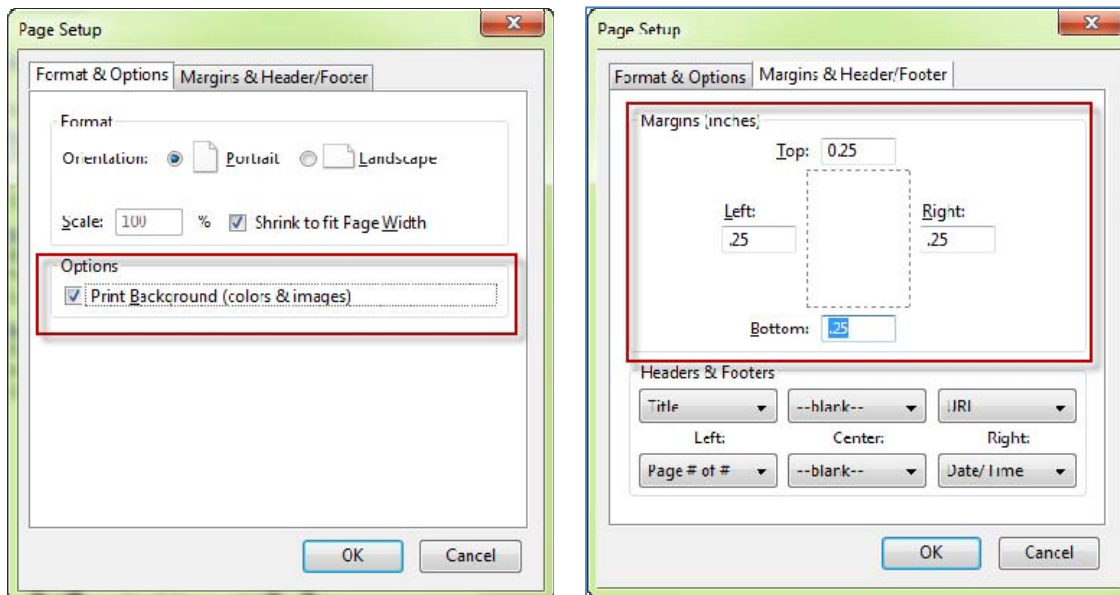 Page Setup
Format & Options
Margins & Header/Footer
Format
Orientation:
Portrait
Landscape
Scale:
100
%
Shrink to fit Page Width
Options
Print Background (colors & images)
OK
Cancel
Page Setup
Format & Options
Margins & Header/Footer
Margins (inches)
Top: 0.25
Left:
Right:
.25
.25
Bottom: .25
Headers & Footers
Title
--blank--
URL
Left:
Center:
Right:
Page # of #
--blank--
Date/Time
OK
Cancel